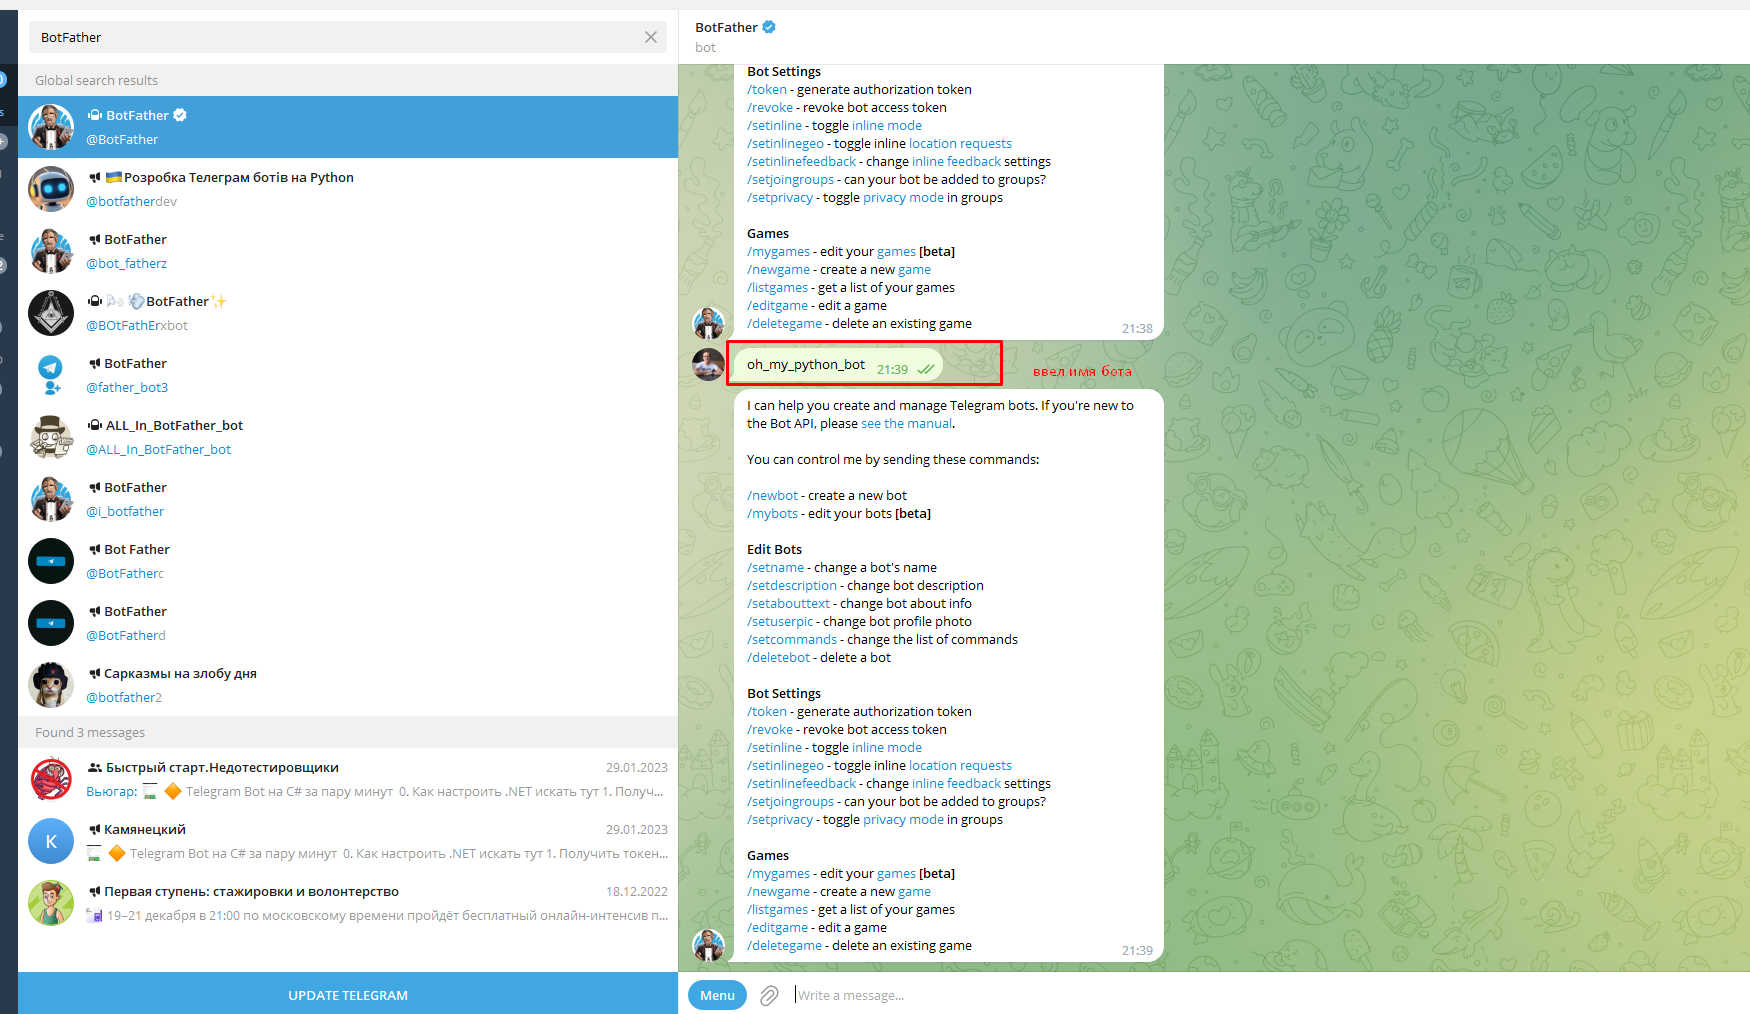 BotFather
Global search results
BotFather
@BotFather
Розробка Телеграм ботів на Python
@botfatherdev
BotFather
@bot_fatherz
BotFather
@BOtFathErxbot
BotFather
@father_bot3
ALL_In_BotFather_bot
@ALL_In_BotFather_bot
BotFather
@i_botfather
Bot Father
@BotFatherc
BotFather
@BotFatherd
Сарказмы на злобу дня
@botfather2
Found 3 messages
Быстрый старт.Недотестировщики 29.01.2023
Вьюгар: 🔶 Telegram Bot на C# за пару минут 0. Как настроить .NET искать тут 1. Получ...
К
Камянецкий 29.01.2023
🔶 Telegram Bot на C# за пару минут 0. Как настроить .NET искать тут 1. Получить токен...
Первая ступень: стажировки и волонтерство 18.12.2022
19–21 декабря в 21:00 по московскому времени пройдёт бесплатный онлайн-интенсив п...
UPDATE TELEGRAM
BotFather
bot
Bot Settings
/token - generate authorization token
/revoke - revoke bot access token
/setinline - toggle inline mode
/setinlinegeo - toggle inline location requests
/setinlinefeedback - change inline feedback settings
/setjoingroups - can your bot be added to groups?
/setprivacy - toggle privacy mode in groups
Games
/mygames - edit your games [beta]
/newgame - create a new game
/listgames - get a list of your games
/editgame - edit a game
/deletegame - delete an existing game 21:38
oh_my_python_bot 21:39
ввел имя бота
I can help you create and manage Telegram bots. If you're new to
the Bot API, please see the manual.
You can control me by sending these commands:
/newbot - create a new bot
/mybots - edit your bots [beta]
Edit Bots
/setname - change a bot's name
/setdescription - change bot description
/setabouttext - change bot about info
/setuserpic - change bot profile photo
/setcommands - change the list of commands
/deletebot - delete a bot
Bot Settings
/token - generate authorization token
/revoke - revoke bot access token
/setinline - toggle inline mode
/setinlinegeo - toggle inline location requests
/setinlinefeedback - change inline feedback settings
/setjoingroups - can your bot be added to groups?
/setprivacy - toggle privacy mode in groups
Games
/mygames - edit your games [beta]
/newgame - create a new game
/listgames - get a list of your games
/editgame - edit a game
/deletegame - delete an existing game 21:39
Menu
Write a message...